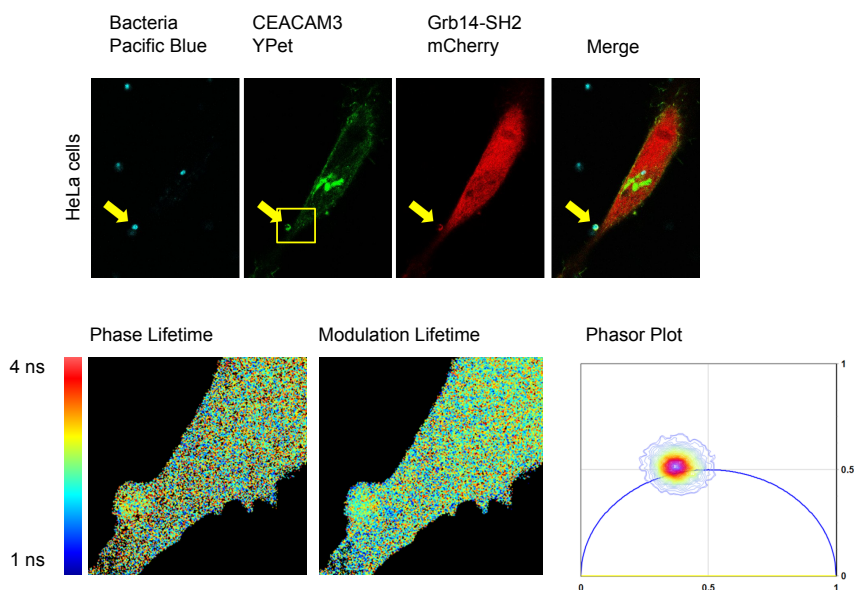 Bacteria
Pacific Blue
CEACAM3
YPet
Grb14-SH2
mCherry
Merge
HeLa cells
Phase Lifetime
Modulation Lifetime
Phasor Plot
4 ns
1 ns
1
0.5
0
0
0.5
1